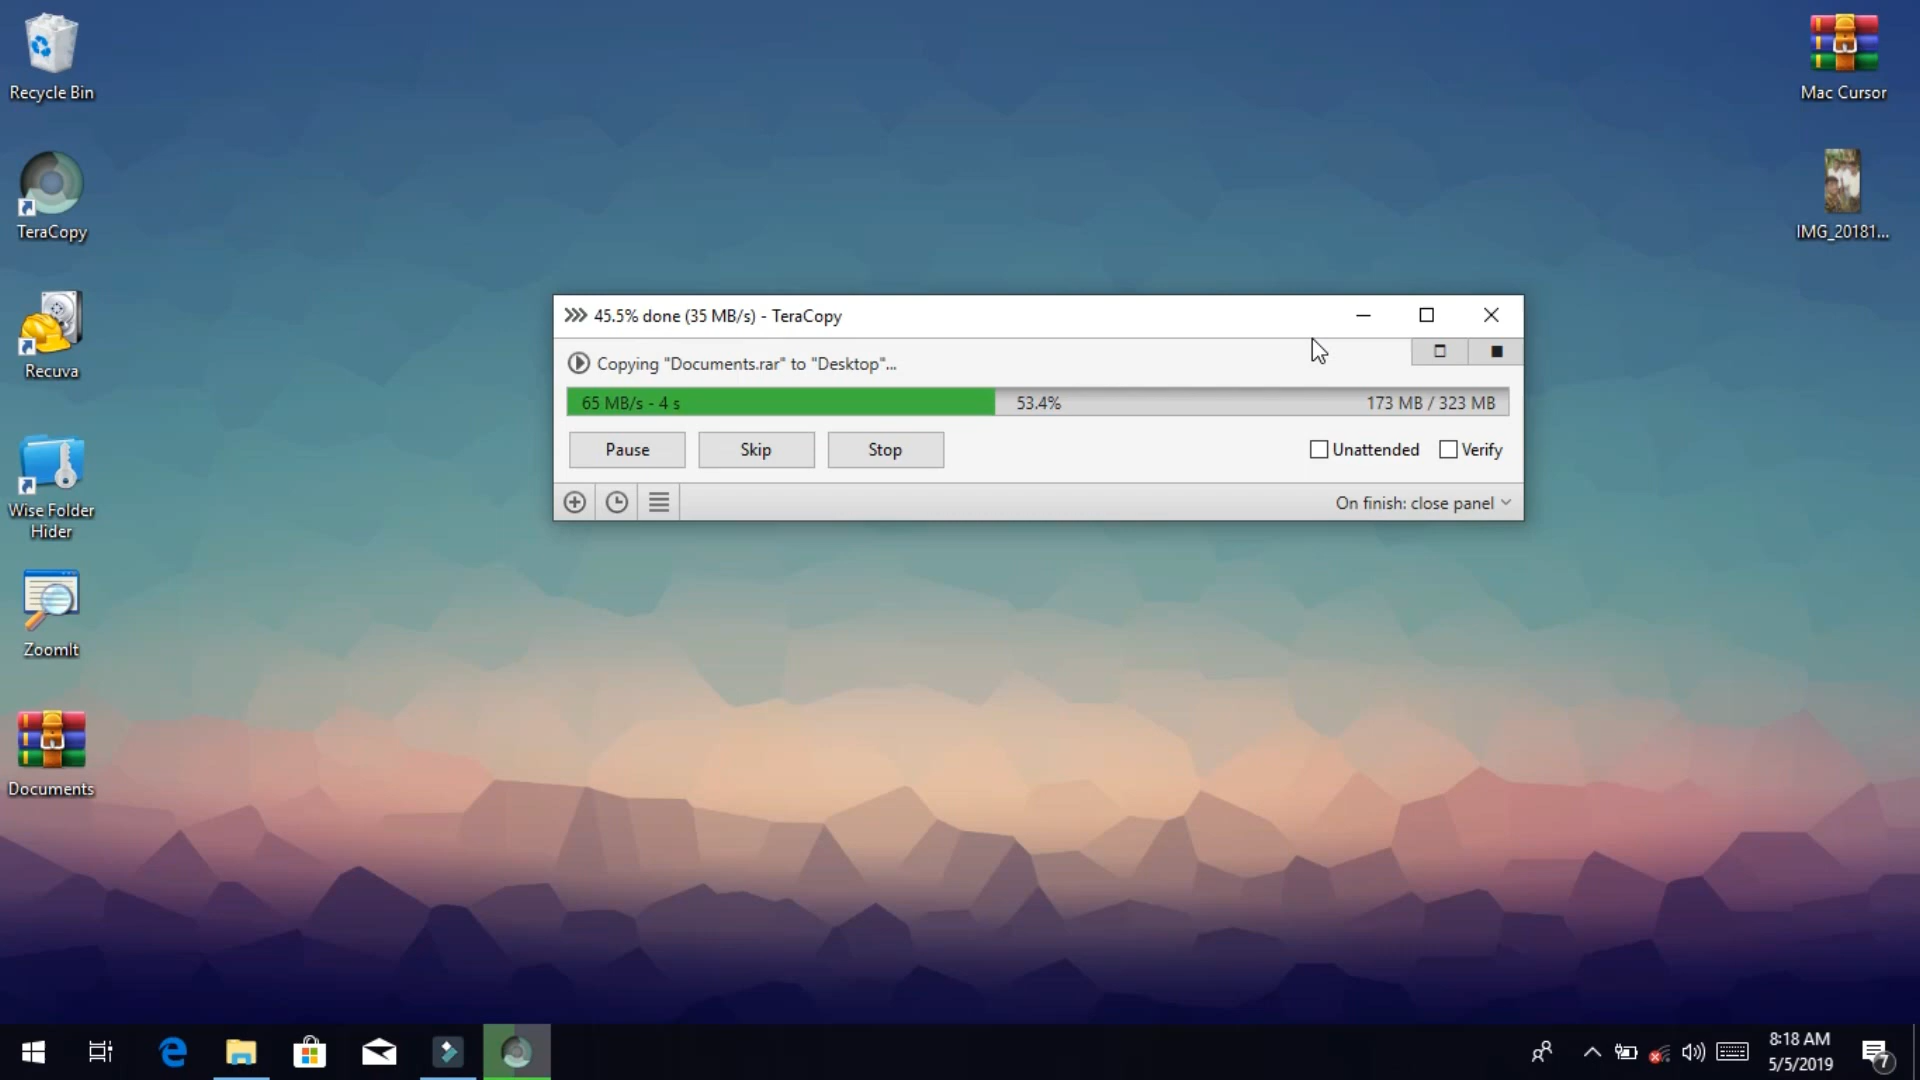 Recycle Bin
TeraCopy
Recuva
Wise Folder
Hider
ZoomIt
Documents
Mac Cursor
IMG_20181...
45.5% done (35 MB/s) - TeraCopy
Copying "Documents.rar" to "Desktop"...
65 MB/s - 4 s 53.4% 173 MB / 323 MB
Pause Skip Stop Unattended Verify
On finish: close panel
8:18 AM
5/5/2019
7